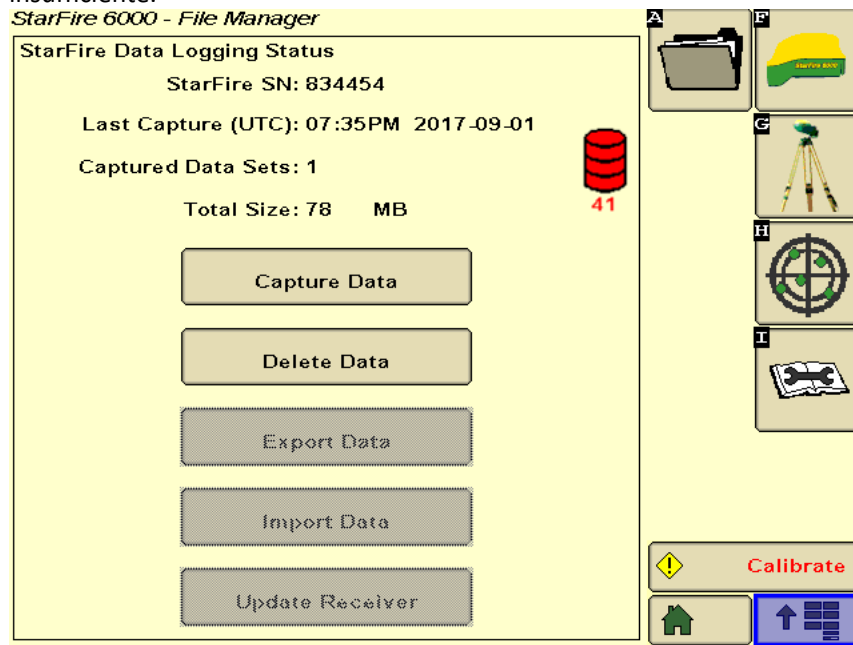 insuficiente.
StarFire 6000 - File Manager
StarFire Data Logging Status
StarFire SN: 834454
Last Capture (UTC): 07:35PM 2017-09-01
Captured Data Sets: 1
Total Size: 78 MB
41
Capture Data
Delete Data
Export Data
Import Data
Update Receiver
A
F
G
H
I
Calibrate